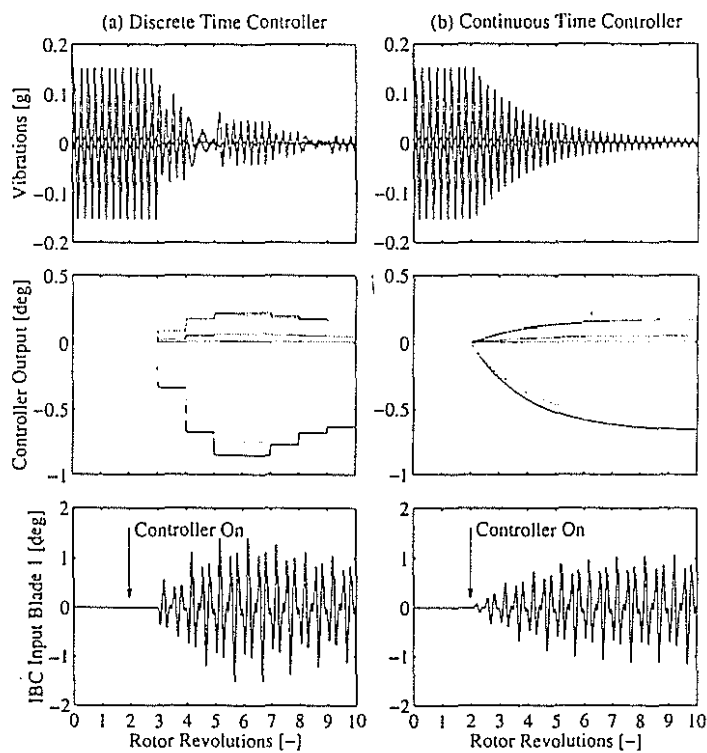 (a) Discrete Time Controller
(b) Continuous Time Controller
Vibrations [g]
0.2
0.1
0
-0.1
-0.2
0.2
0.1
0
-0.1
-0.2
Controller Output [deg]
0.5
0
-0.5
-1
0.5
0
-0.5
-1
IBC Input Blade 1 [deg]
2
1
0
-1
-2
Controller On
2
1
0
-1
-2
Controller On
0 1 2 3 4 5 6 7 8 9 10
0 1 2 3 4 5 6 7 8 9 10
Rotor Revolutions [-]
Rotor Revolutions [-]